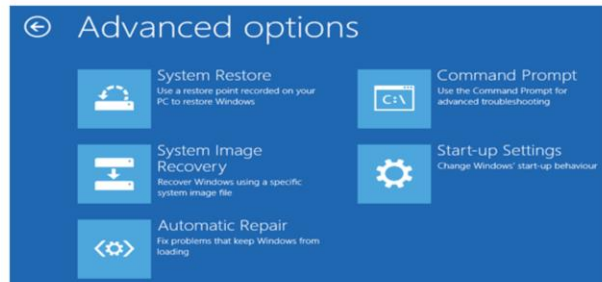 Advanced options
System Restore
Use a restore point recorded on your
PC to restore Windows
System Image
Recovery
Recover Windows using a specific
system image file
Automatic Repair
Fix problems that keep Windows from
loading
C:\
Command Prompt
Use the Command Prompt for
advanced troubleshooting
Start-up Settings
Change Windows' start-up behaviour